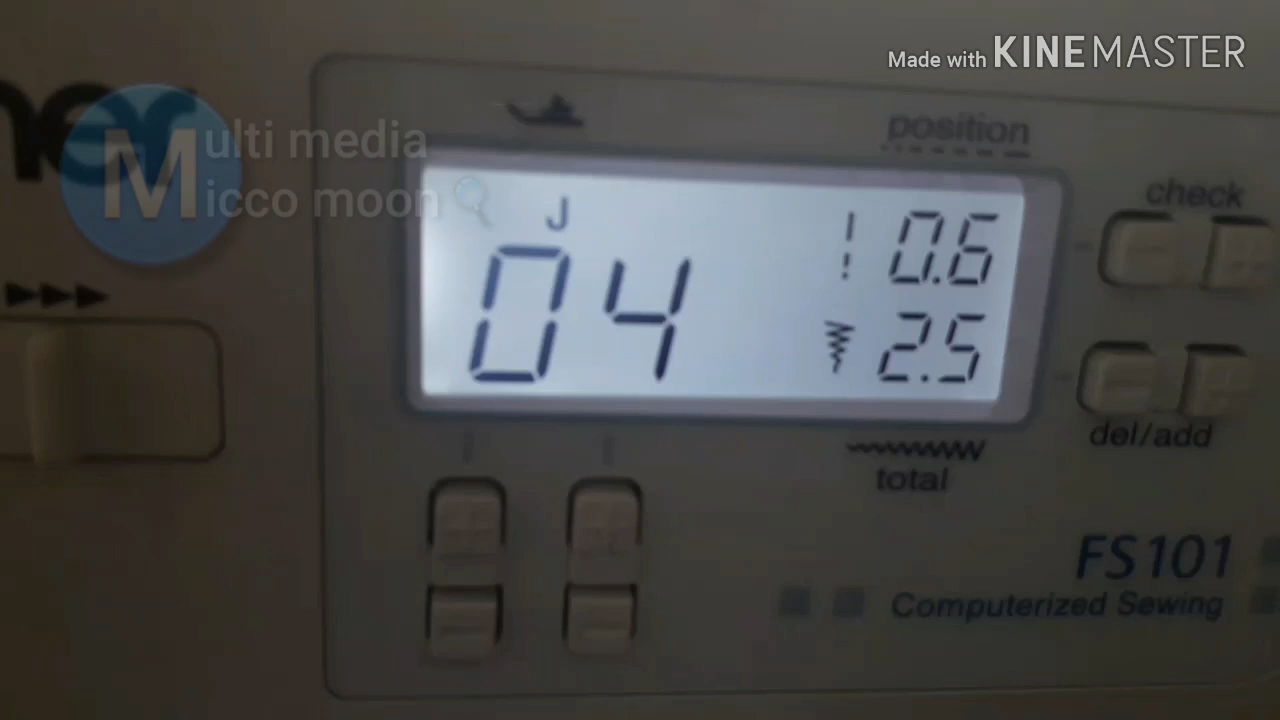 Made with KINEMASTER
ner
Multi media
Micco moon
position
check
J
04
0.6
2.5
del/add
total
FS101
Computerized Sewing